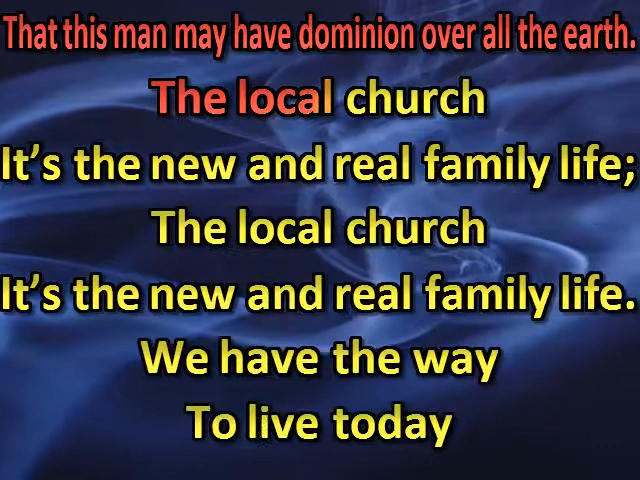 That this man may have dominion over all the earth.
The local church
It’s the new and real family life;
The local church
It’s the new and real family life.
We have the way
To live today